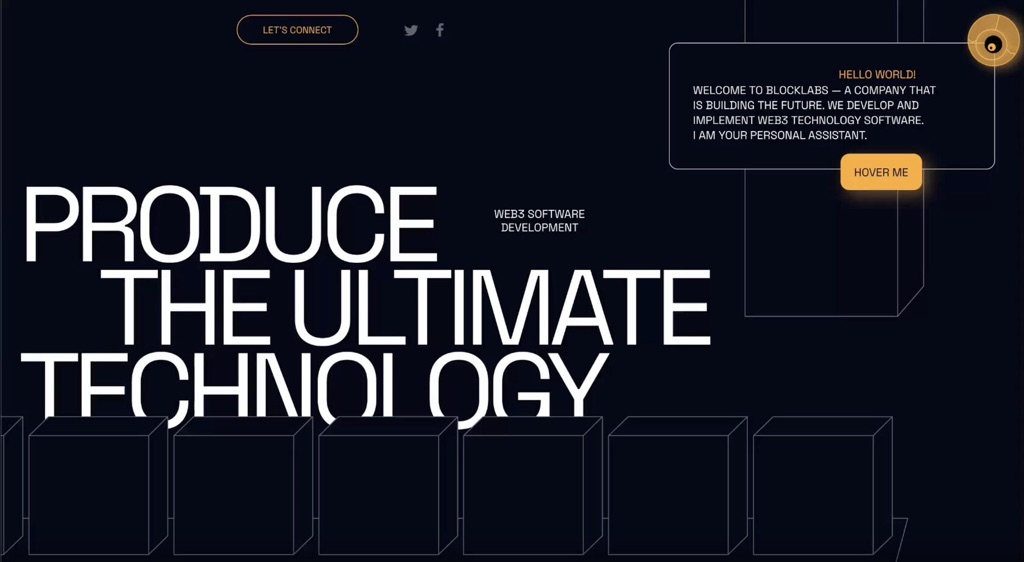 LET'S CONNECT
HELLO WORLD!
WELCOME TO BLOCKLABS — A COMPANY THAT
IS BUILDING THE FUTURE. WE DEVELOP AND
IMPLEMENT WEB3 TECHNOLOGY SOFTWARE.
I AM YOUR PERSONAL ASSISTANT.
HOVER ME
PRODUCE
WEB3 SOFTWARE
DEVELOPMENT
THE ULTIMATE
TECHNOLOGY